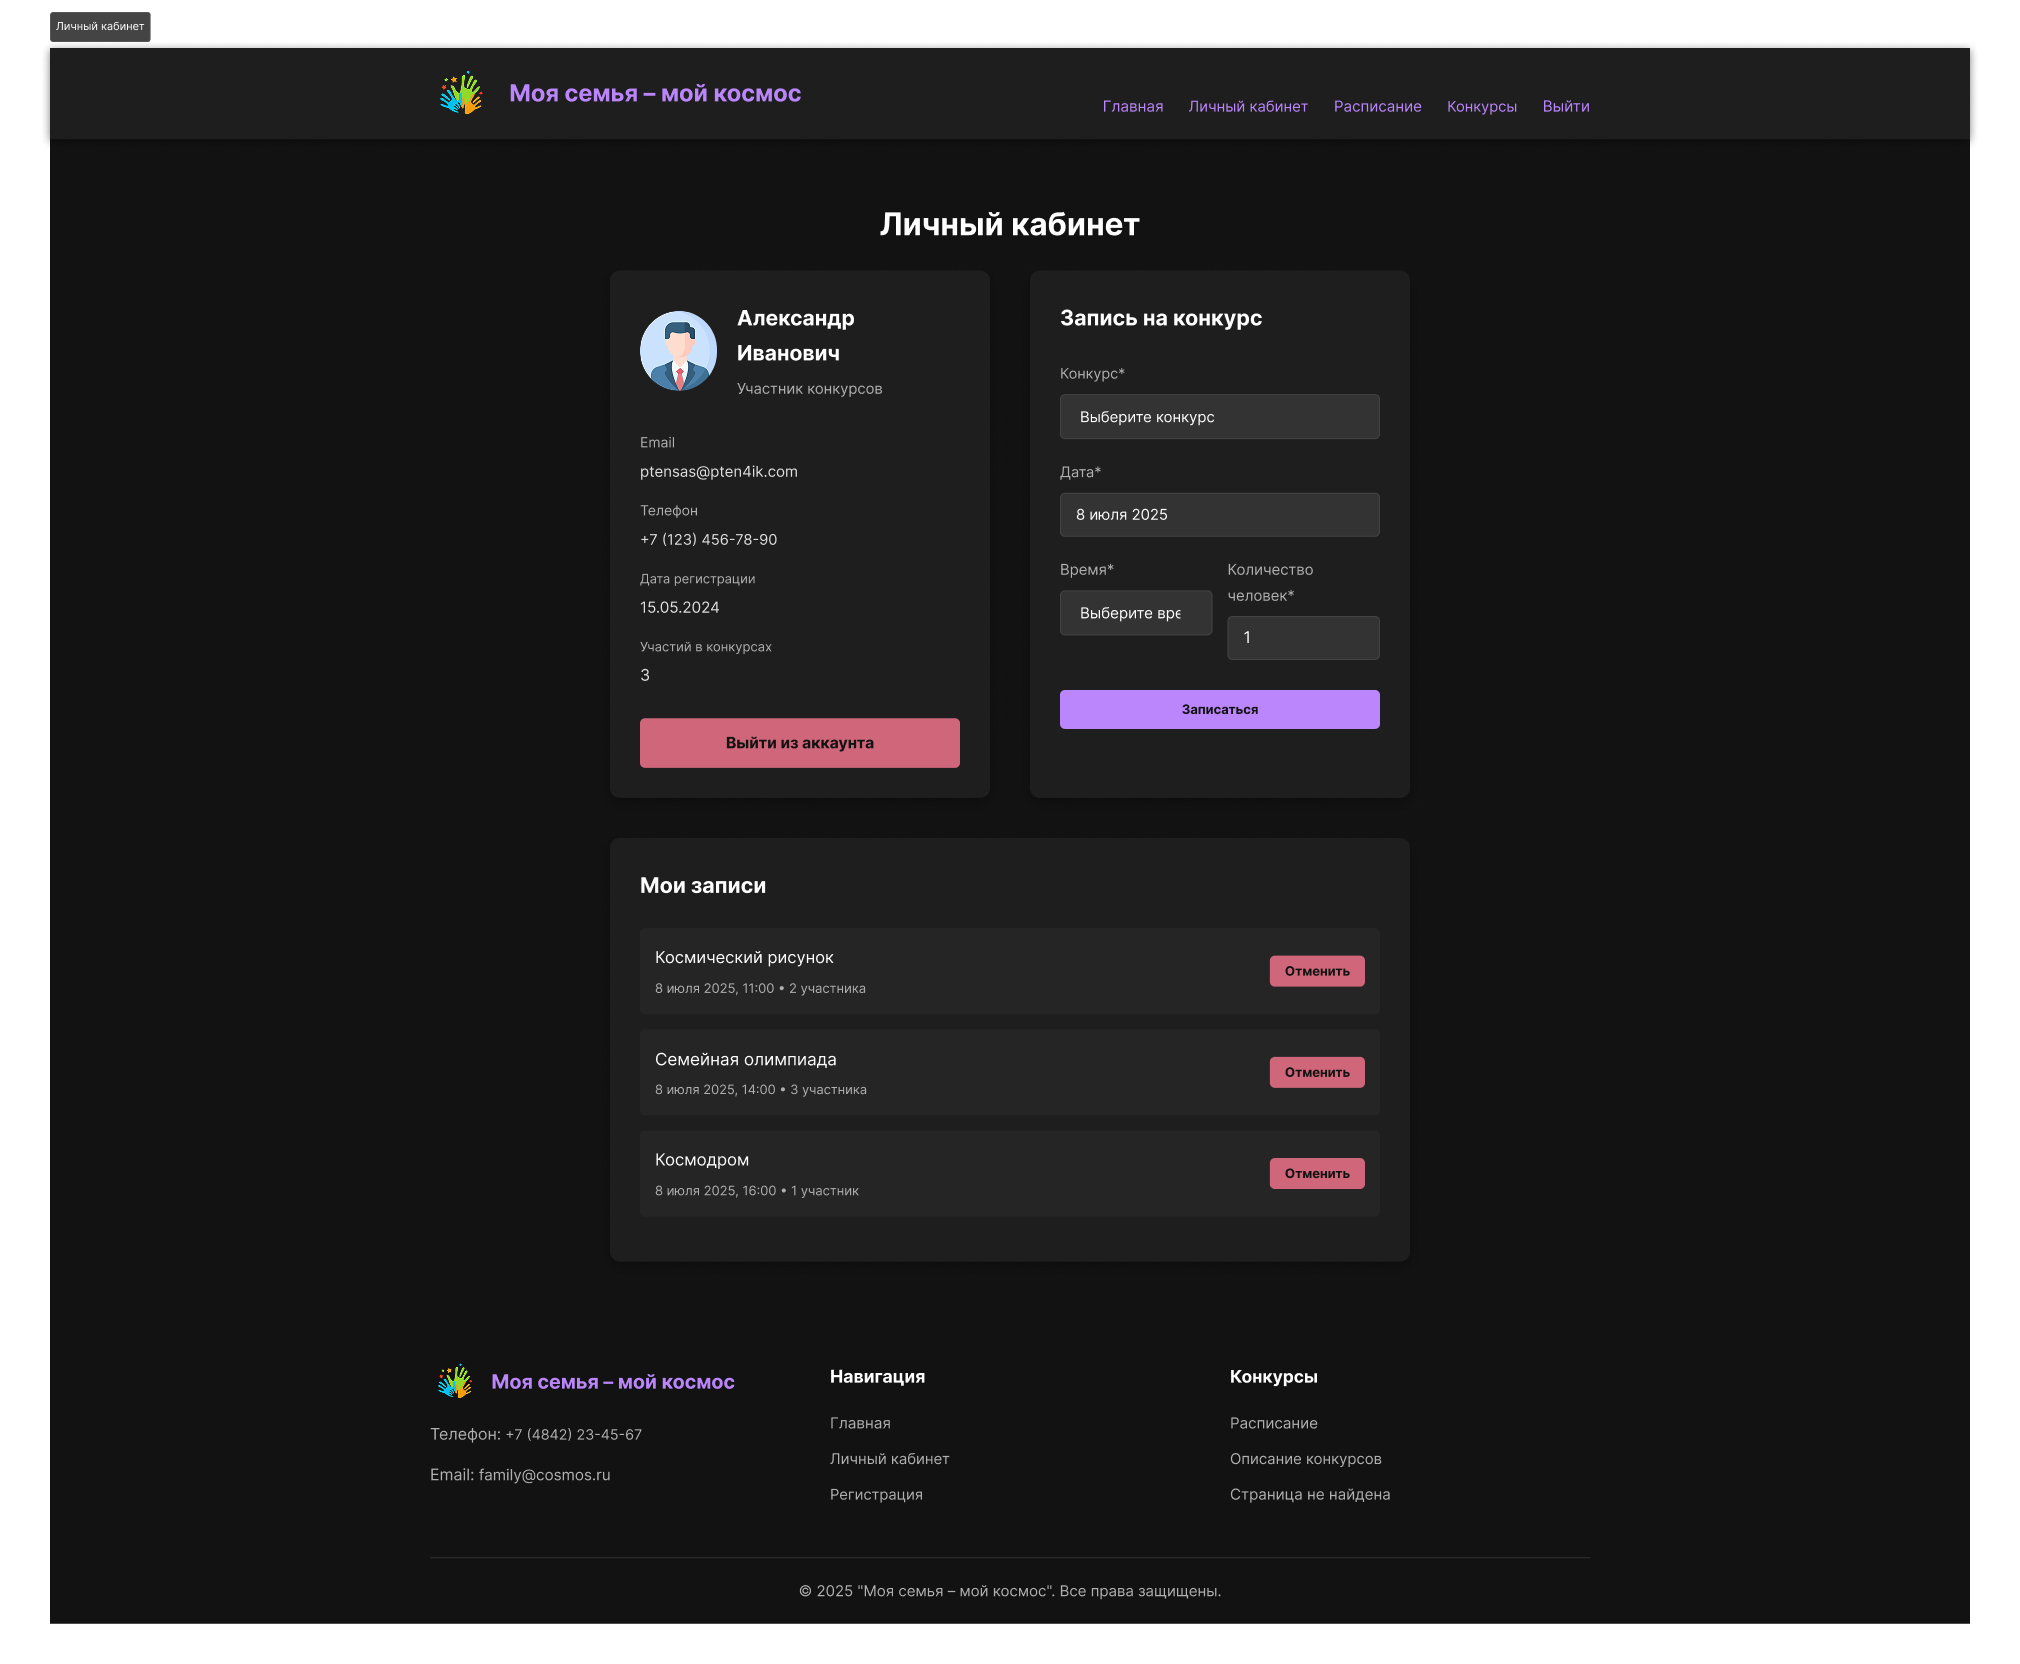 Личный кабинет
Моя семья – мой космос
Главная Личный кабинет Расписание Конкурсы Выйти
Личный кабинет
Александр
Иванович
Участник конкурсов
Email
ptensas@pten4ik.com
Телефон
+7 (123) 456-78-90
Дата регистрации
15.05.2024
Участий в конкурсах
3
Выйти из аккаунта
Запись на конкурс
Конкурс*
Выберите конкурс
Дата*
8 июля 2025
Время*
Выберите вре
Количество
человек*
1
Записаться
Мои записи
Космический рисунок
8 июля 2025, 11:00 • 2 участника
Отменить
Семейная олимпиада
8 июля 2025, 14:00 • 3 участника
Отменить
Космодром
8 июля 2025, 16:00 • 1 участник
Отменить
Моя семья – мой космос
Телефон: +7 (4842) 23-45-67
Email: family@cosmos.ru
Навигация
Главная
Личный кабинет
Регистрация
Конкурсы
Расписание
Описание конкурсов
Страница не найдена
© 2025 "Моя семья – мой космос". Все права защищены.